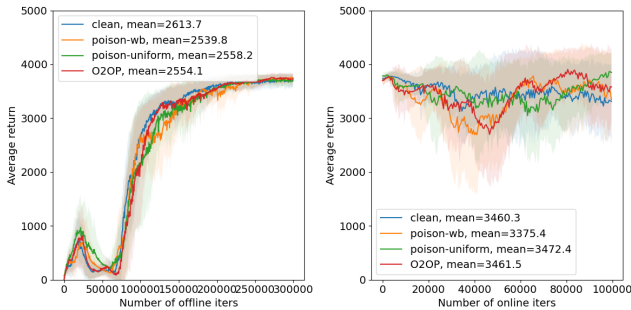 5000
4000
3000
2000
1000
0
Average return
clean, mean=2613.7
poison-wb, mean=2539.8
poison-uniform, mean=2558.2
O2OP, mean=2554.1
0 50000 100000 150000 200000 250000 300000
Number of offline iters
5000
4000
3000
2000
1000
0
Average return
clean, mean=3460.3
poison-wb, mean=3375.4
poison-uniform, mean=3472.4
O2OP, mean=3461.5
0 20000 40000 60000 80000 100000
Number of online iters